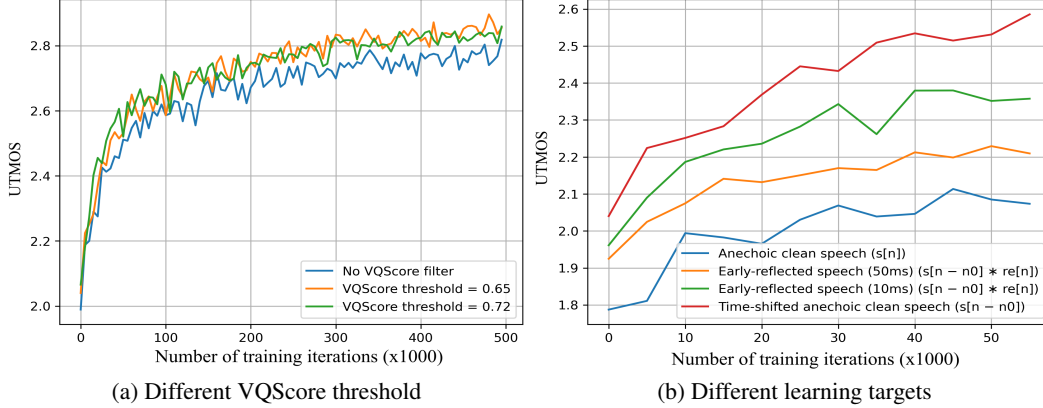 2.8
2.6
2.4
2.2
2.0
UTMOS
No VQScore filter
VQScore threshold = 0.65
VQScore threshold = 0.72
0 100 200 300 400 500
Number of training iterations (x1000)
(a) Different VQScore threshold
2.6
2.5
2.4
2.3
2.2
2.1
2.0
1.9
1.8
UTMOS
Anechoic clean speech (s[n])
Early-reflected speech (50ms) (s[n − n0] ∗ re[n])
Early-reflected speech (10ms) (s[n − n0] ∗ re[n])
Time-shifted anechoic clean speech (s[n − n0])
0 10 20 30 40 50
Number of training iterations (x1000)
(b) Different learning targets